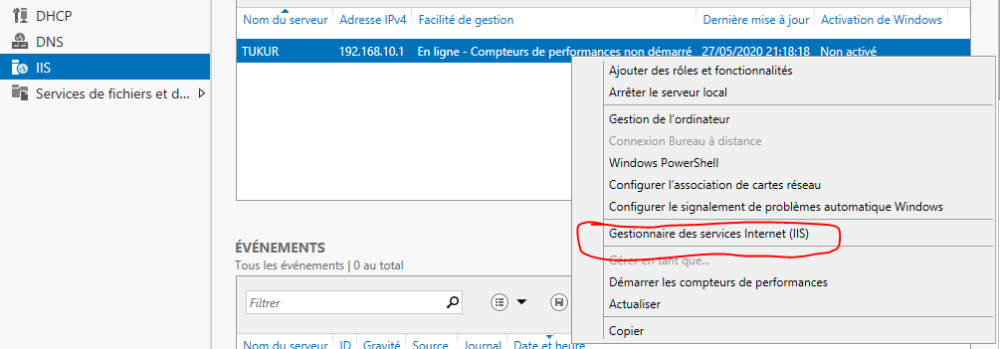 DHCP
DNS
IIS
Services de fichiers et d...
Nom du serveur Adresse IPv4 Facilité de gestion Dernière mise à jour Activation de Windows
TUKUR 192.168.10.1 En ligne - Compteurs de performances non démarré 27/05/2020 21:18:18 Non activé
Ajouter des rôles et fonctionnalités
Arrêter le serveur local
Gestion de l'ordinateur
Connexion Bureau à distance
Windows PowerShell
Configurer l'association de cartes réseau
Configurer le signalement de problèmes automatique Windows
Gestionnaire des services Internet (IIS)
Gérer en tant que...
Démarrer les compteurs de performances
Actualiser
Copier
ÉVÉNEMENTS
Tous les événements | 0 au total
Filtrer
Nom du serveur ID Gravité Source Journal Date et heure